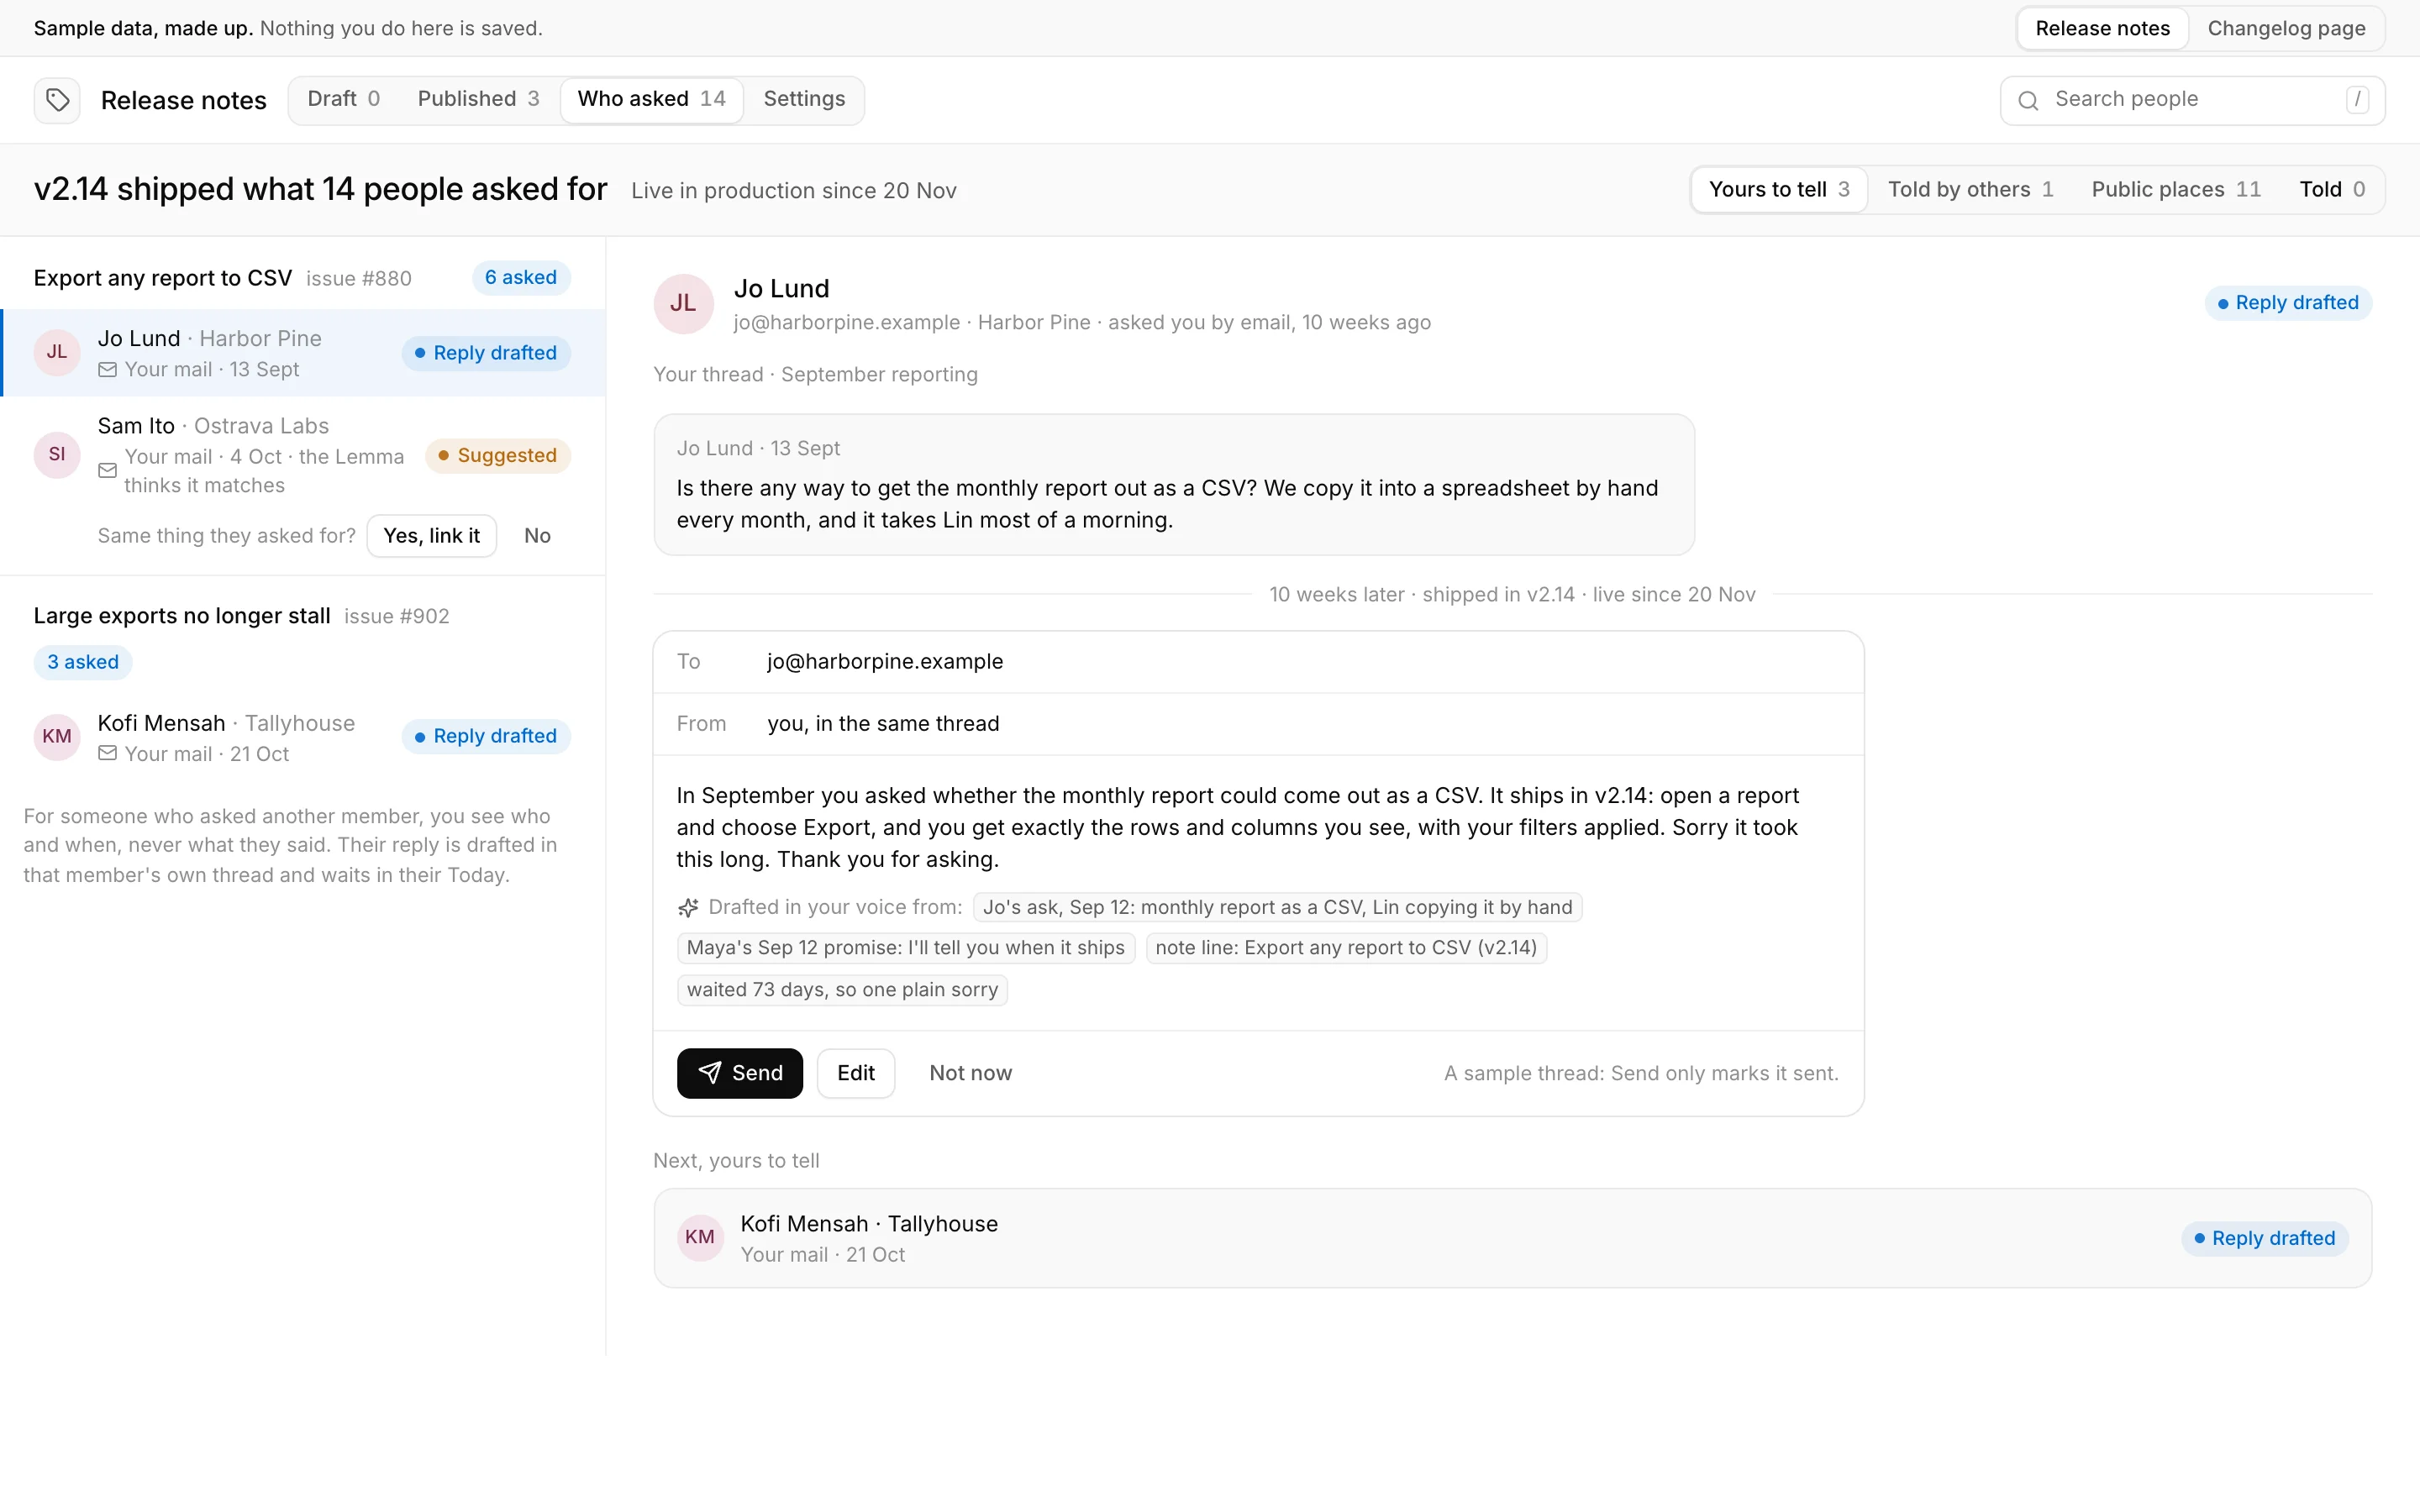 Sample data, made up. Nothing you do here is saved.
Release notes
Changelog page
Release notes
Draft 0
Published 3
Who asked 14
Settings
Search people
/
v2.14 shipped what 14 people asked for
Live in production since 20 Nov
Yours to tell 3
Told by others 1
Public places 11
Told 0
Export any report to CSV issue #880
6 asked
JL
Jo Lund · Harbor Pine
Your mail · 13 Sept
Reply drafted
SI
Sam Ito · Ostrava Labs
Your mail · 4 Oct · the Lemma
thinks it matches
Suggested
Same thing they asked for?
Yes, link it
No
Large exports no longer stall issue #902
3 asked
KM
Kofi Mensah · Tallyhouse
Your mail · 21 Oct
Reply drafted
For someone who asked another member, you see who
and when, never what they said. Their reply is drafted in
that member's own thread and waits in their Today.
JL
Jo Lund
jo@harborpine.example · Harbor Pine · asked you by email, 10 weeks ago
Reply drafted
Your thread · September reporting
Jo Lund · 13 Sept
Is there any way to get the monthly report out as a CSV? We copy it into a spreadsheet by hand
every month, and it takes Lin most of a morning.
10 weeks later · shipped in v2.14 · live since 20 Nov
To jo@harborpine.example
From you, in the same thread
In September you asked whether the monthly report could come out as a CSV. It ships in v2.14: open a report
and choose Export, and you get exactly the rows and columns you see, with your filters applied. Sorry it took
this long. Thank you for asking.
Drafted in your voice from: Jo's ask, Sep 12: monthly report as a CSV, Lin copying it by hand
Maya's Sep 12 promise: I'll tell you when it ships note line: Export any report to CSV (v2.14)
waited 73 days, so one plain sorry
Send
Edit
Not now
A sample thread: Send only marks it sent.
Next, yours to tell
KM
Kofi Mensah · Tallyhouse
Your mail · 21 Oct
Reply drafted